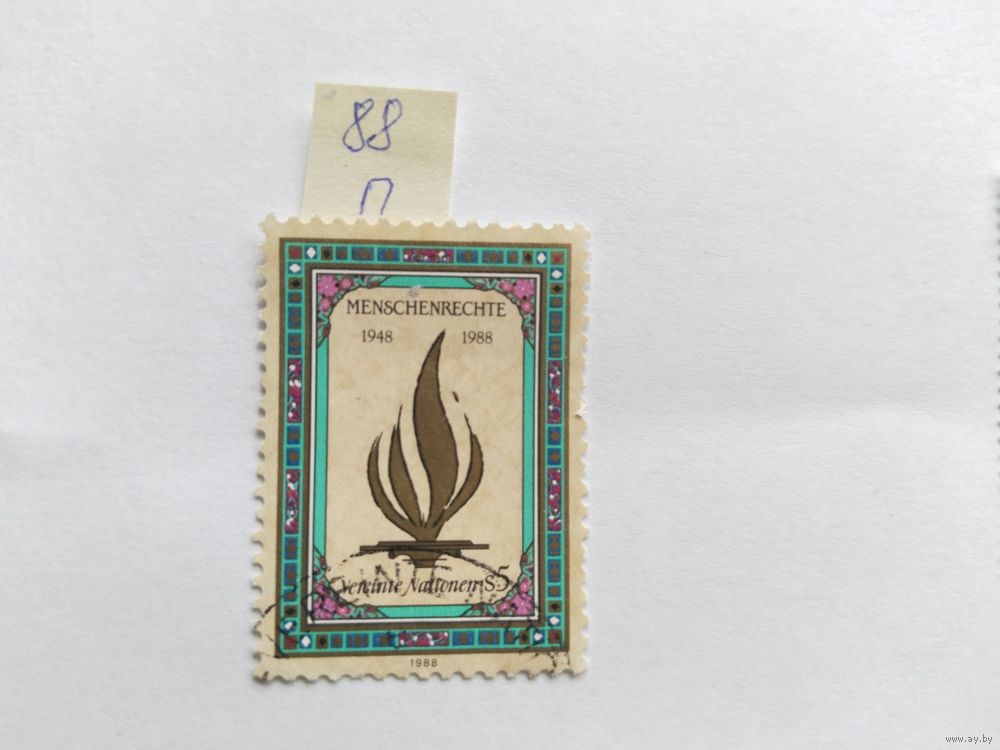 88
П
MENSCHENRECHTE
1948 1988
Vereinte Nationen S5
1988
www.ay.by